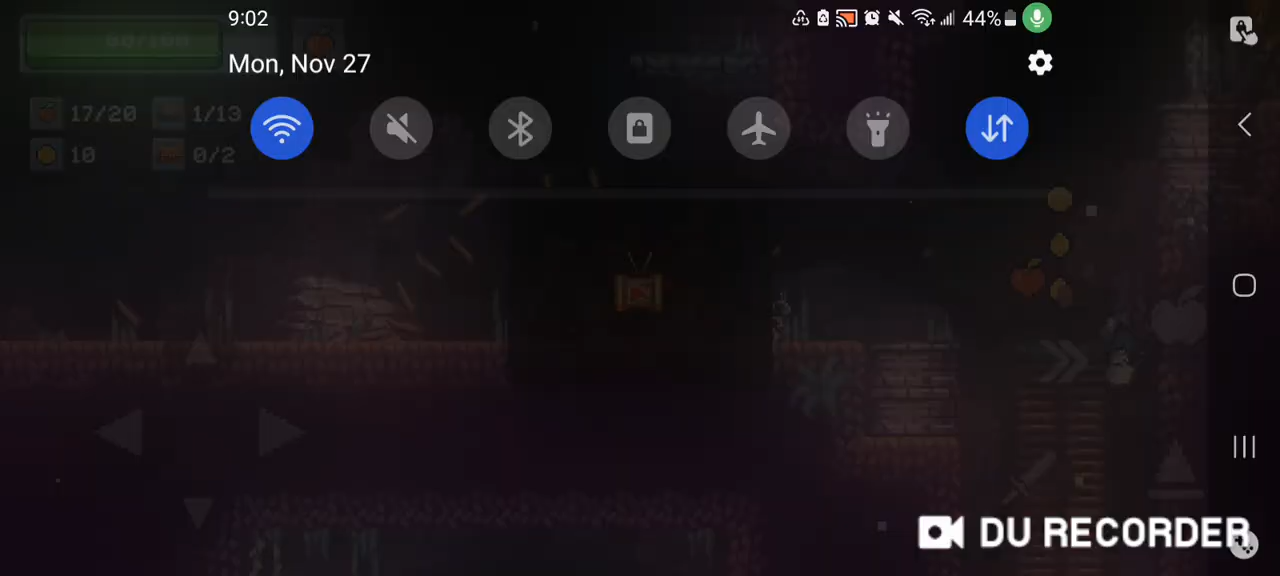 9:02
44%
Mon, Nov 27
17/20 1/13
10 0/2
DU RECORDER